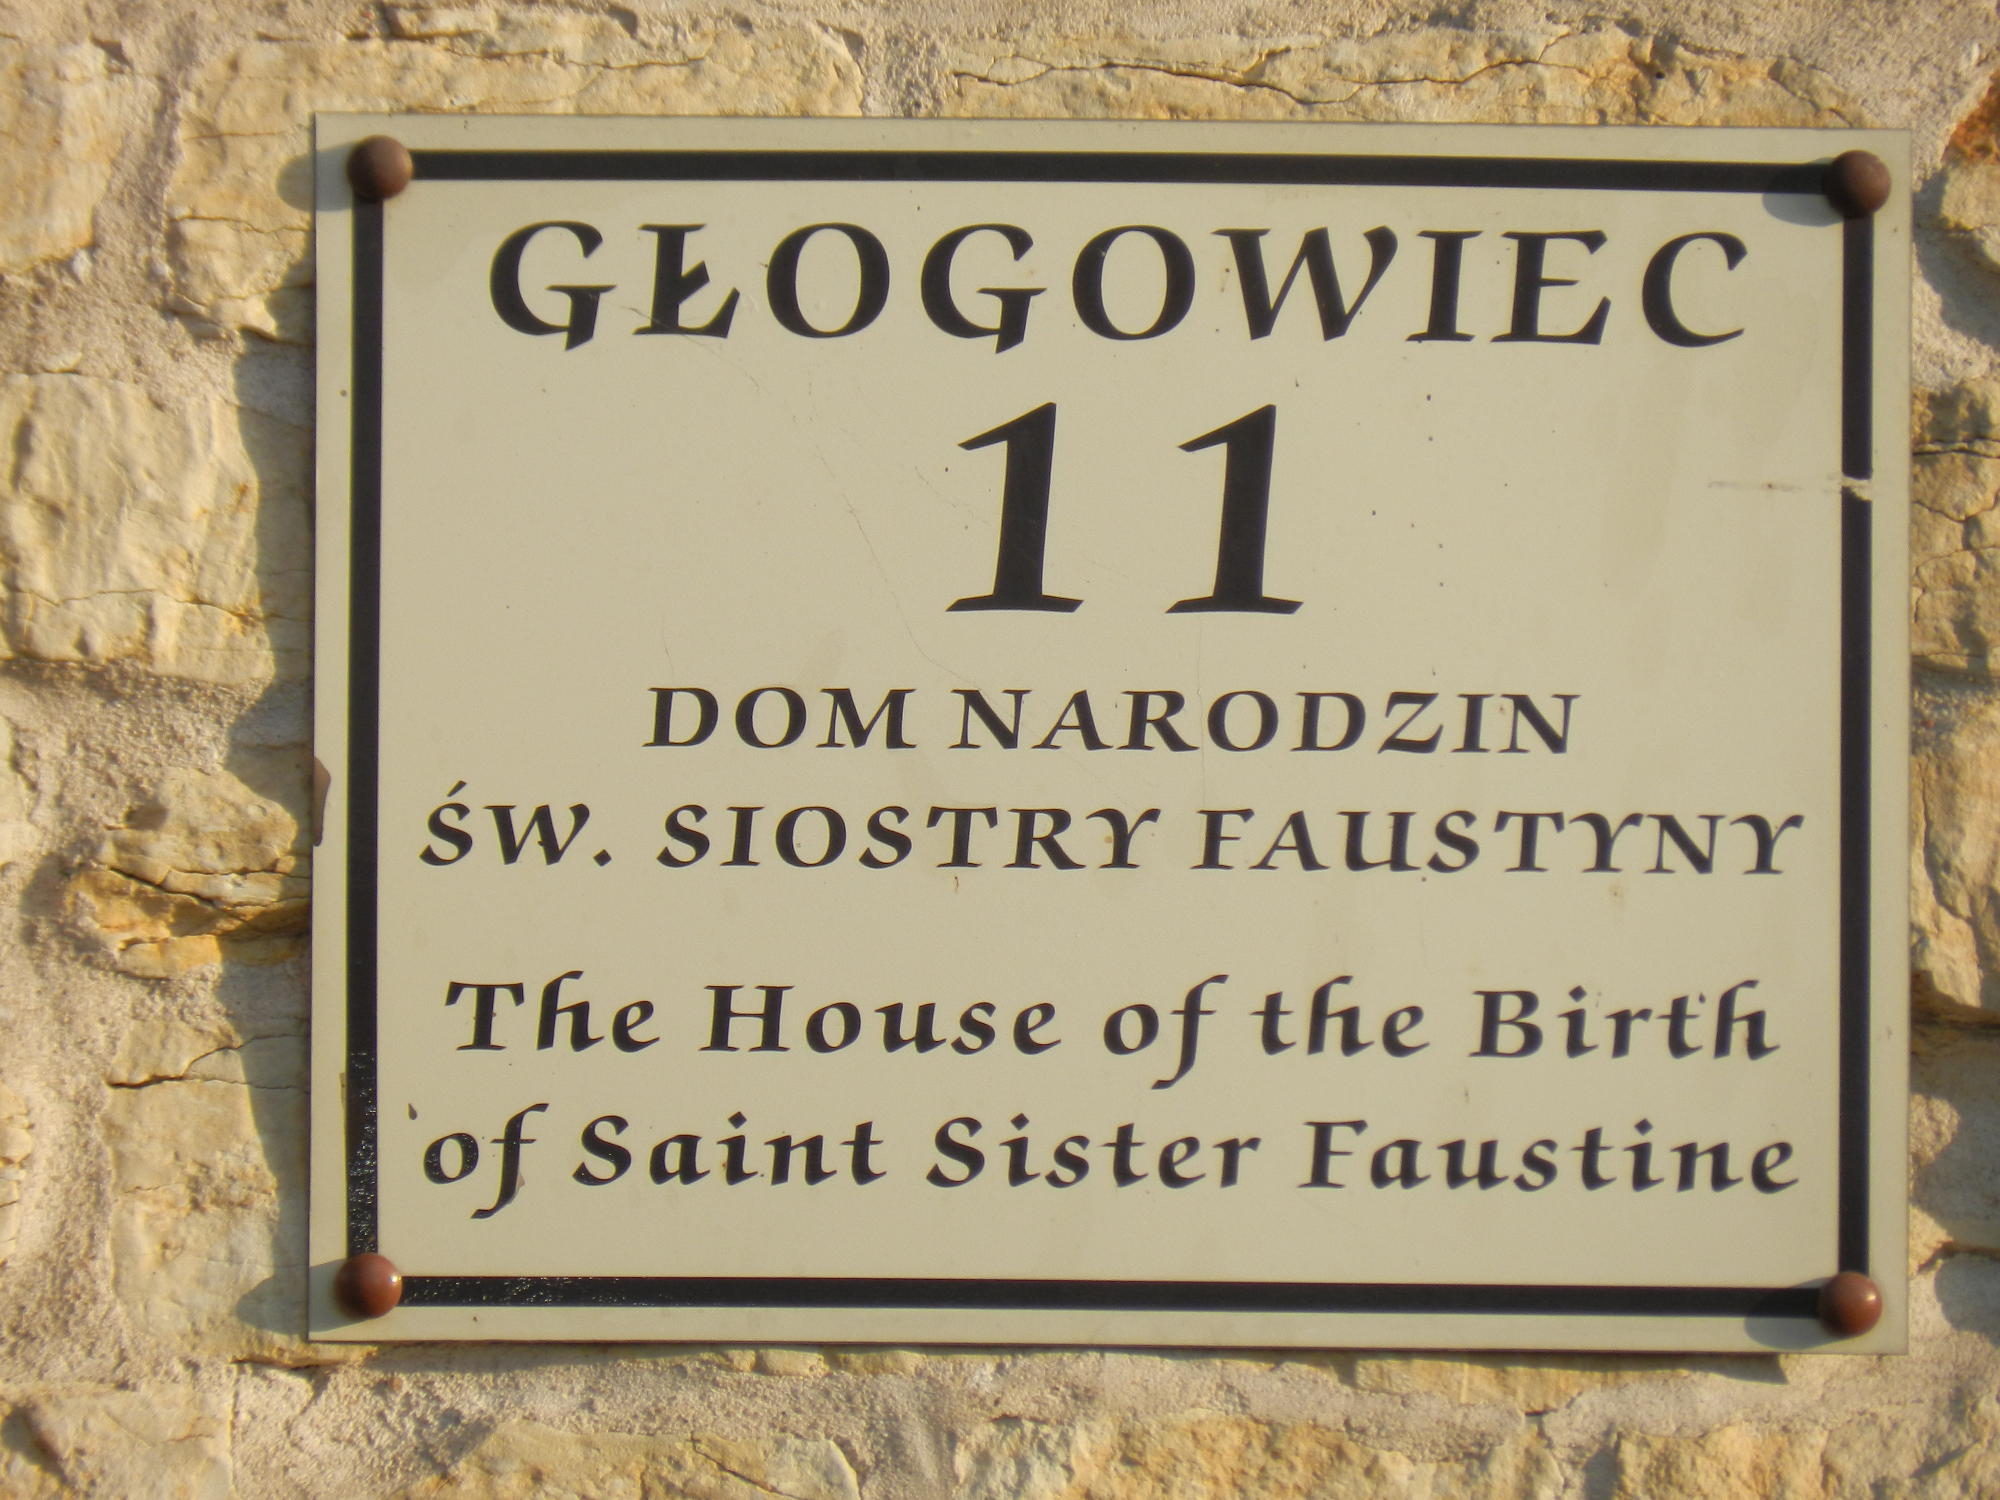 GŁOGOWIEC
11
DOM NARODZIN
ŚW. SIOSTRY FAUSTYNY
The House of the Birth
of Saint Sister Faustine